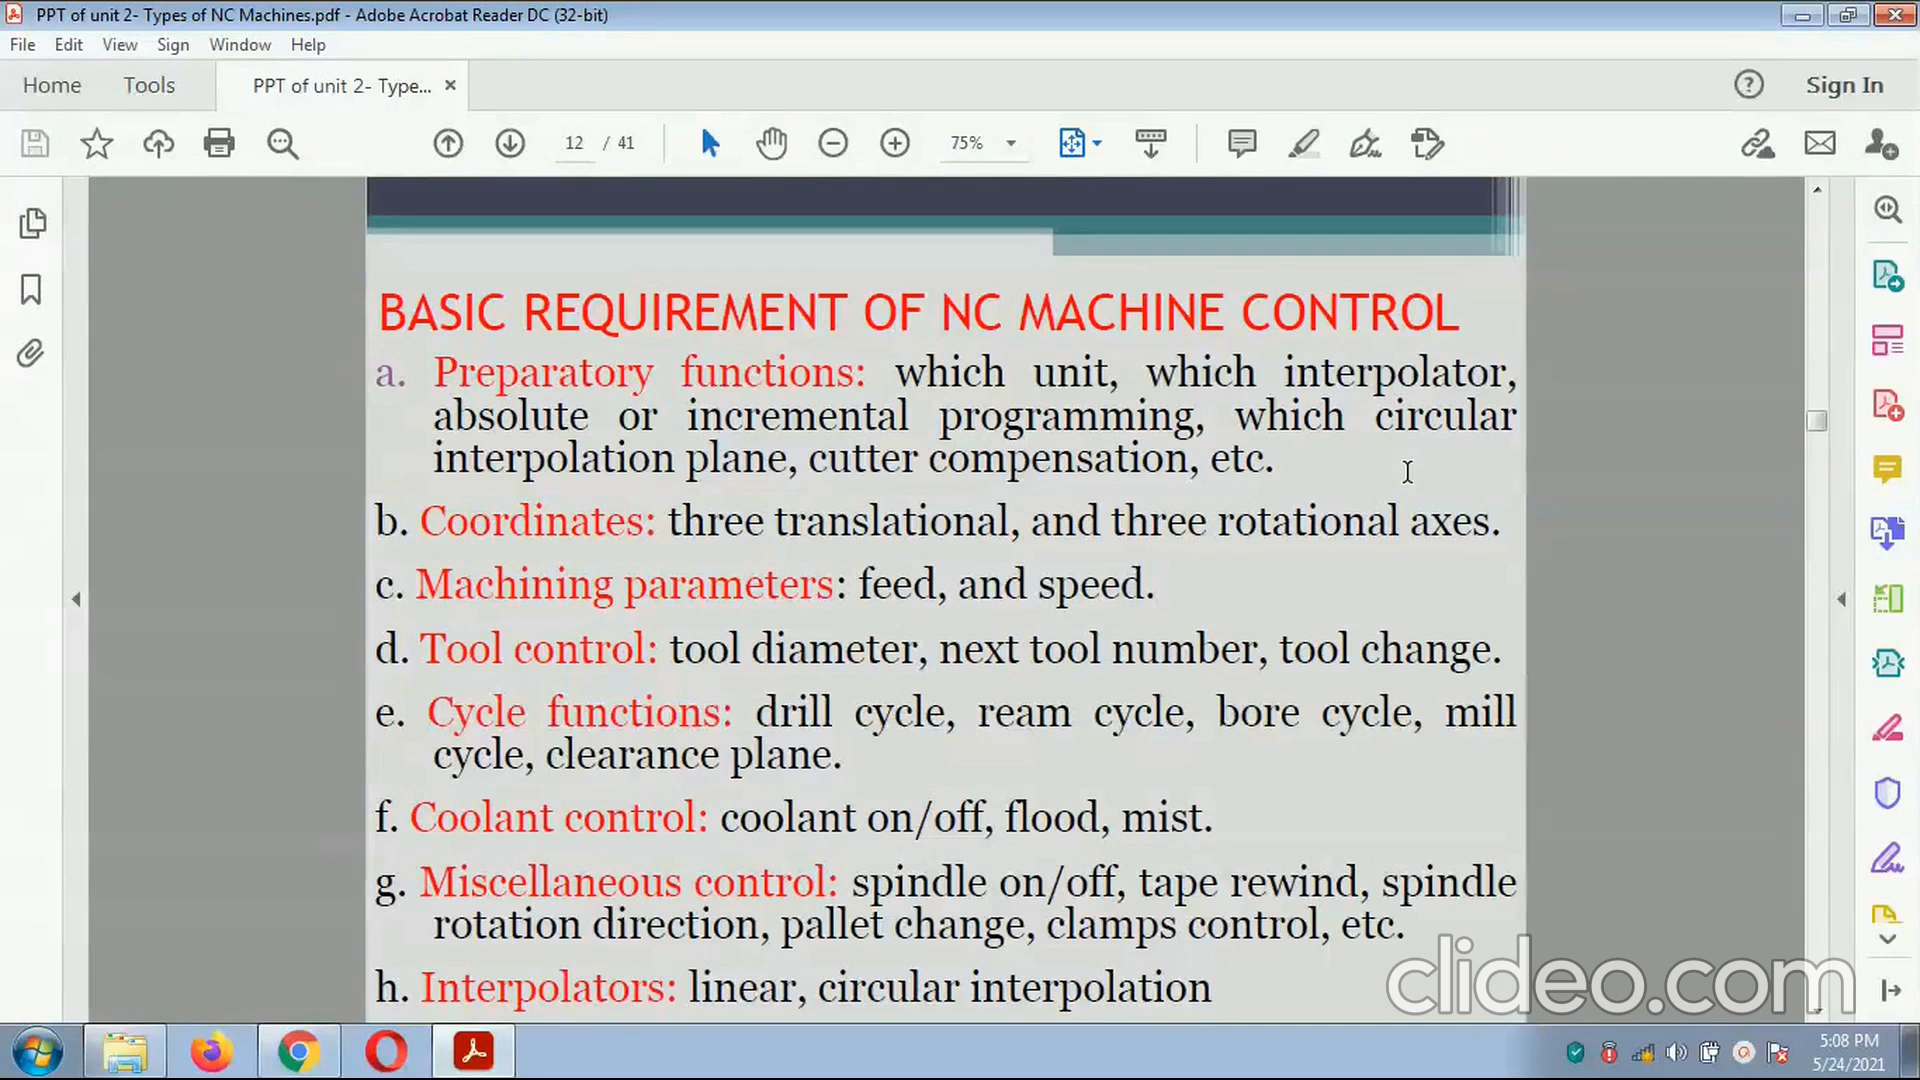 PPT of unit 2- Types of NC Machines.pdf - Adobe Acrobat Reader DC (32-bit)
File Edit View Sign Window Help
Home Tools PPT of unit 2- Type... Sign In
12 / 41 75%
BASIC REQUIREMENT OF NC MACHINE CONTROL
a. Preparatory functions: which unit, which interpolator,
absolute or incremental programming, which circular
interpolation plane, cutter compensation, etc.
b. Coordinates: three translational, and three rotational axes.
c. Machining parameters: feed, and speed.
d. Tool control: tool diameter, next tool number, tool change.
e. Cycle functions: drill cycle, ream cycle, bore cycle, mill
cycle, clearance plane.
f. Coolant control: coolant on/off, flood, mist.
g. Miscellaneous control: spindle on/off, tape rewind, spindle
rotation direction, pallet change, clamps control, etc.
h. Interpolators: linear, circular interpolation
clideo.com
5:08 PM
5/24/2021